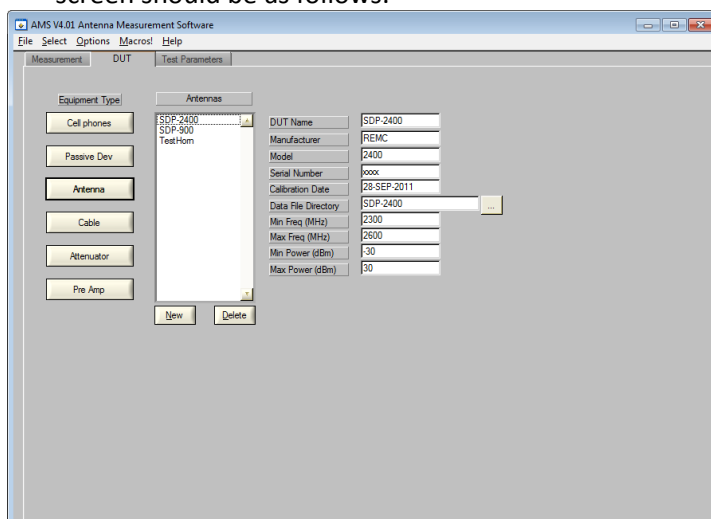 screen should be as follows:
AMS V4.01 Antenna Measurement Software
File Select Options Macros! Help
Measurement DUT Test Parameters
Equipment Type Antennas
Cell phones
Passive Dev
Antenna
Cable
Attenuator
Pre Amp
SDP-2400
SDP-900
TestHorn
New Delete
DUT Name SDP-2400
Manufacturer REMC
Model 2400
Serial Number xxxx
Calibration Date 28-SEP-2011
Data File Directory SDP-2400 ...
Min Freq (MHz) 2300
Max Freq (MHz) 2600
Min Power (dBm) -30
Max Power (dBm) 30